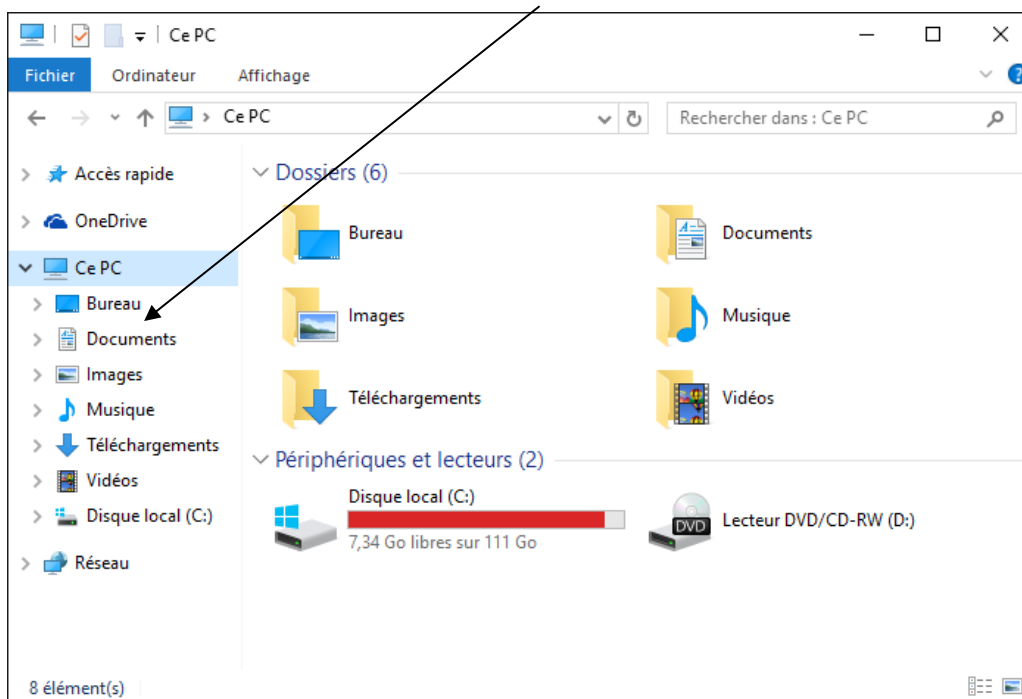 Ce PC
Fichier Ordinateur Affichage
?
Ce PC
Rechercher dans : Ce PC
Accès rapide
OneDrive
Ce PC
Bureau
Documents
Images
Musique
Téléchargements
Vidéos
Disque local (C:)
Réseau
Dossiers (6)
Bureau
Documents
Images
Musique
Téléchargements
Vidéos
Périphériques et lecteurs (2)
Disque local (C:)
7,34 Go libres sur 111 Go
DVD
Lecteur DVD/CD-RW (D:)
8 élément(s)